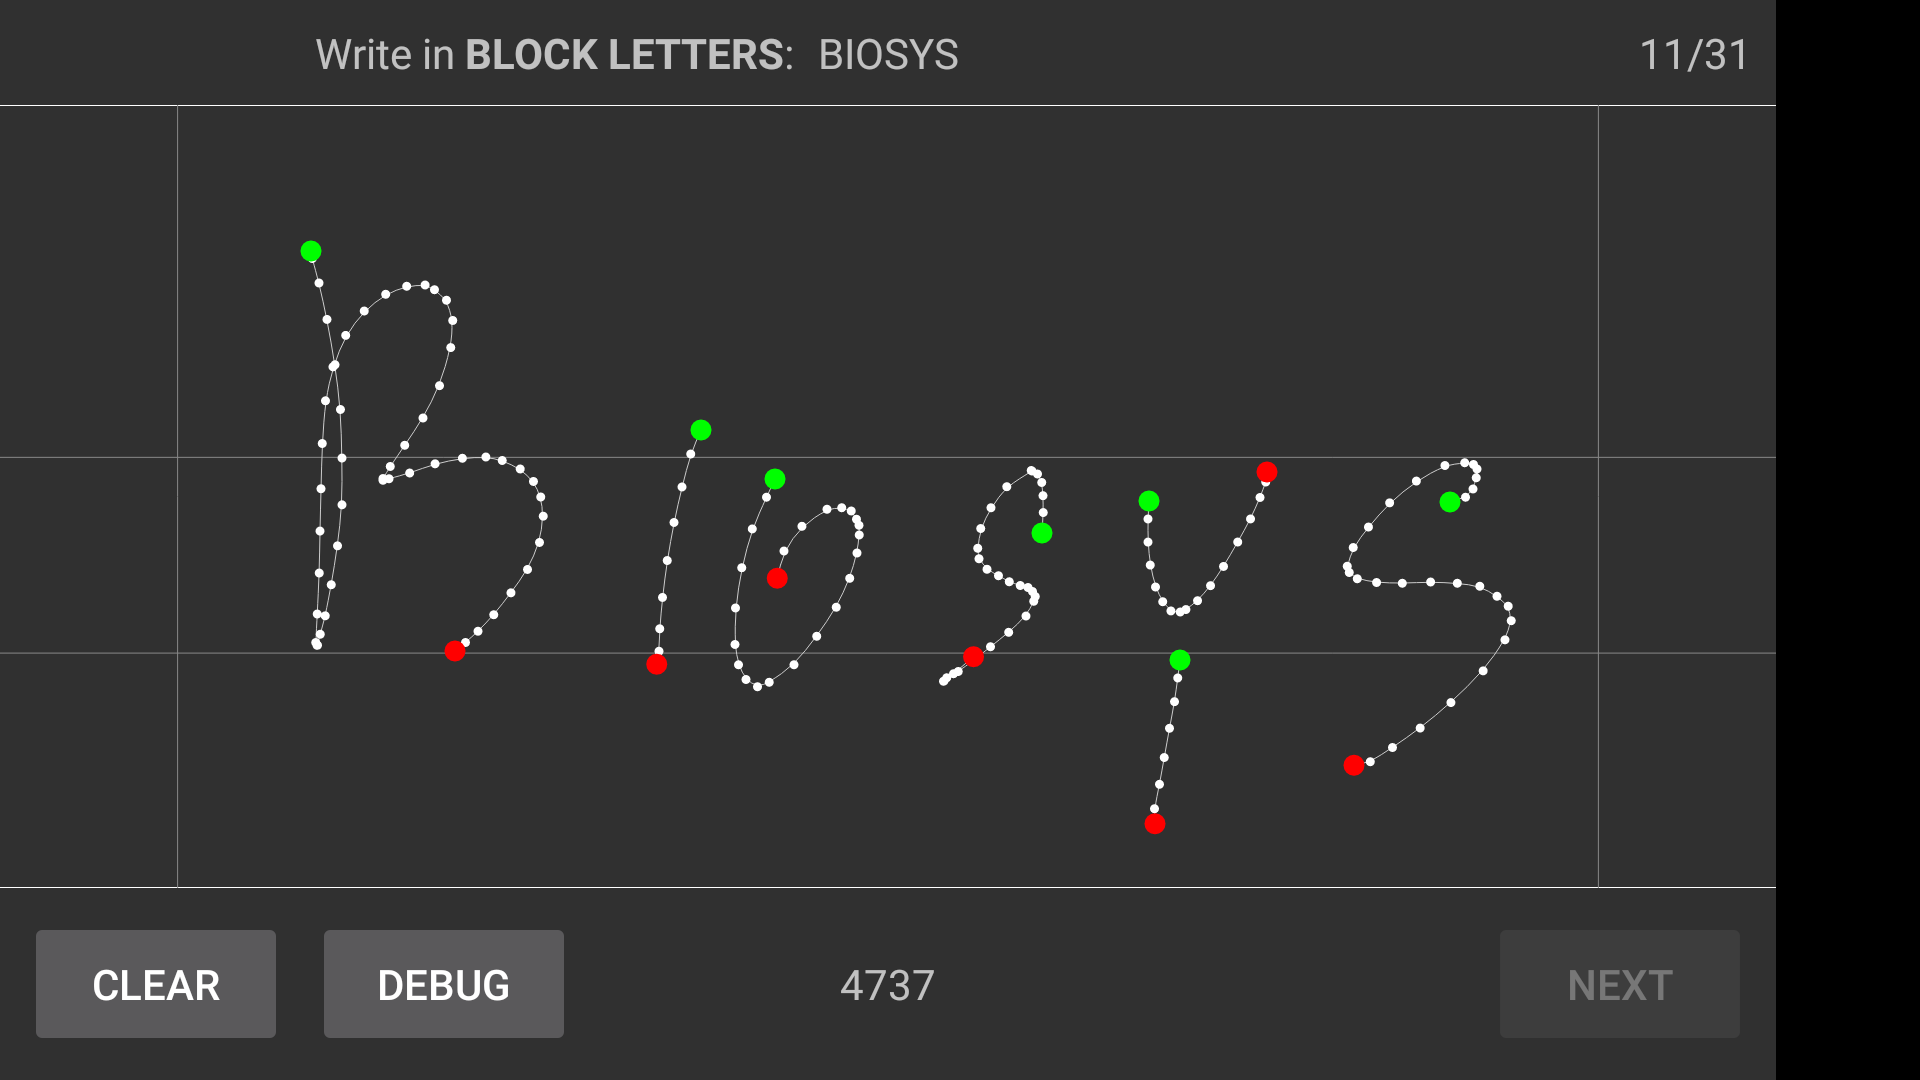 Write in BLOCK LETTERS: BIOSYS 11/31
BIOSYS
CLEAR DEBUG 4737 NEXT